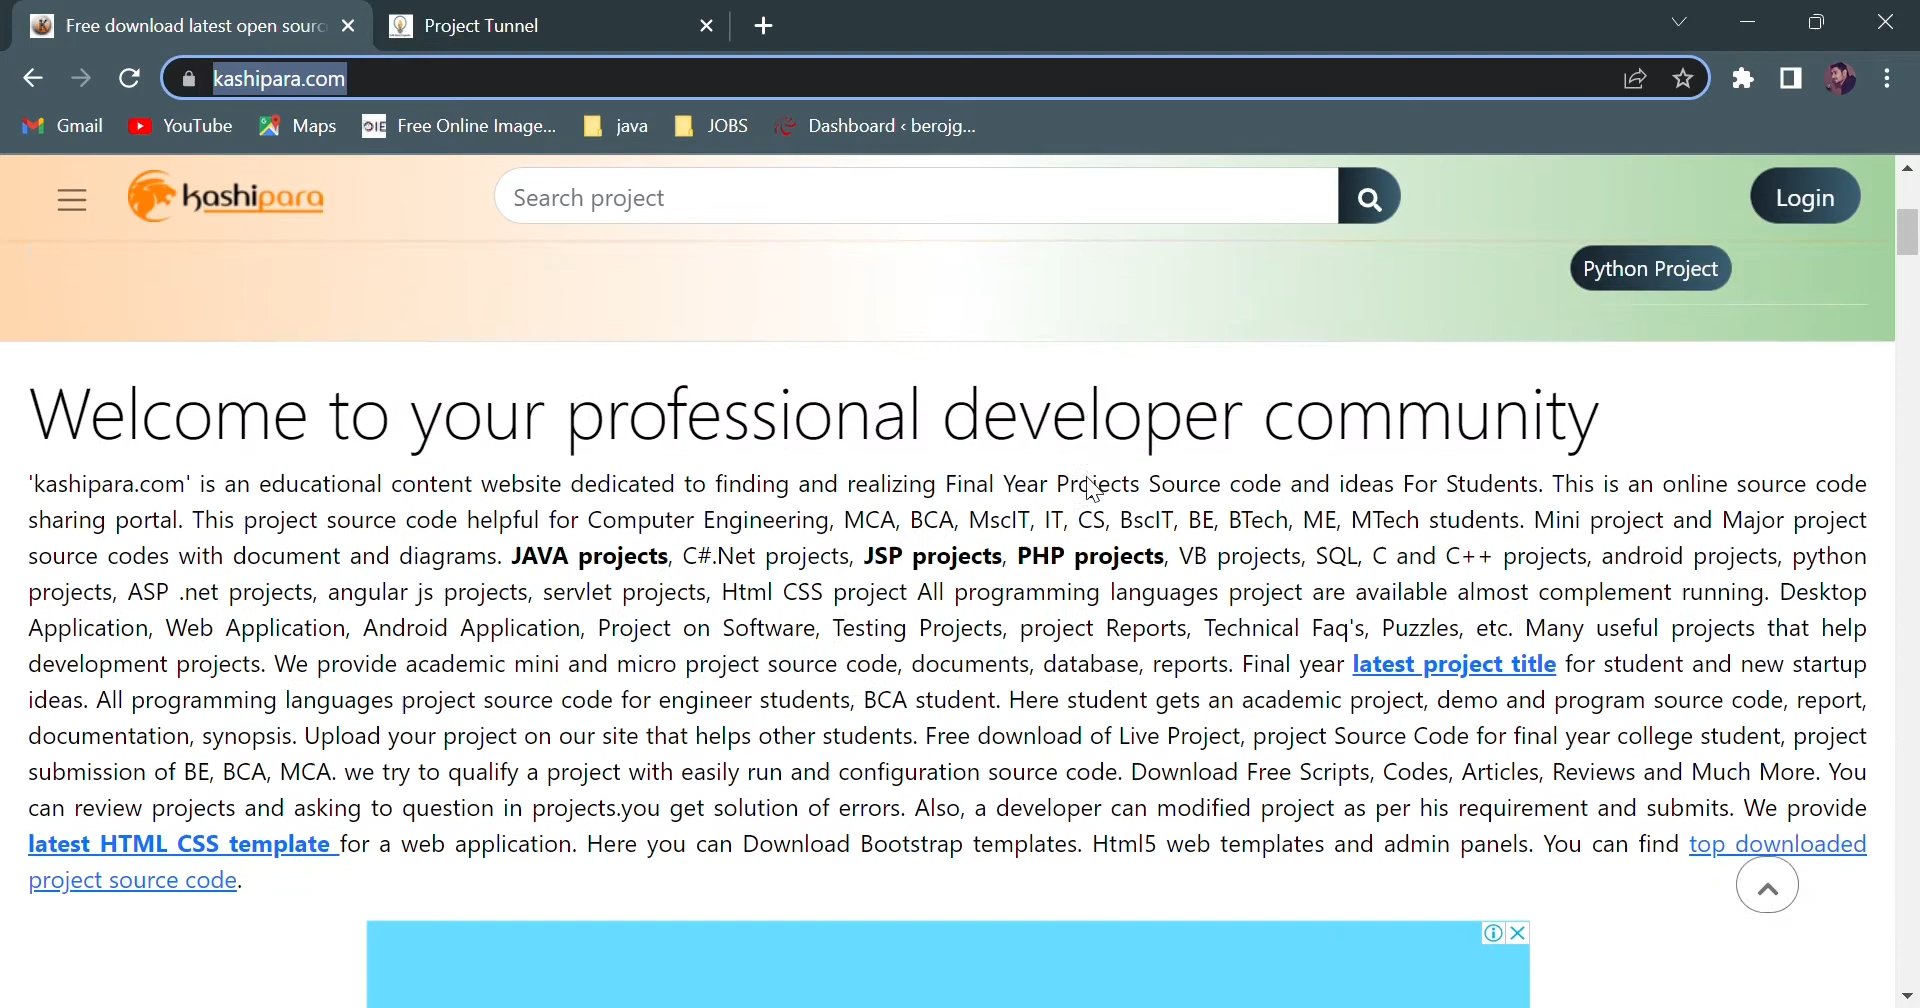 Free download latest open sourc
Project Tunnel
kashipara.com
Gmail YouTube Maps Free Online Image... java JOBS Dashboard ‹ berojg...
kashipara
Search project
Login
Python Project
Welcome to your professional developer community
'kashipara.com' is an educational content website dedicated to finding and realizing Final Year Projects Source code and ideas For Students. This is an online source code
sharing portal. This project source code helpful for Computer Engineering, MCA, BCA, MscIT, IT, CS, BscIT, BE, BTech, ME, MTech students. Mini project and Major project
source codes with document and diagrams. JAVA projects, C#.Net projects, JSP projects, PHP projects, VB projects, SQL, C and C++ projects, android projects, python
projects, ASP .net projects, angular js projects, servlet projects, Html CSS project All programming languages project are available almost complement running. Desktop
Application, Web Application, Android Application, Project on Software, Testing Projects, project Reports, Technical Faq's, Puzzles, etc. Many useful projects that help
development projects. We provide academic mini and micro project source code, documents, database, reports. Final year latest project title for student and new startup
ideas. All programming languages project source code for engineer students, BCA student. Here student gets an academic project, demo and program source code, report,
documentation, synopsis. Upload your project on our site that helps other students. Free download of Live Project, project Source Code for final year college student, project
submission of BE, BCA, MCA. we try to qualify a project with easily run and configuration source code. Download Free Scripts, Codes, Articles, Reviews and Much More. You
can review projects and asking to question in projects.you get solution of errors. Also, a developer can modified project as per his requirement and submits. We provide
latest HTML CSS template for a web application. Here you can Download Bootstrap templates. Html5 web templates and admin panels. You can find top downloaded
project source code.